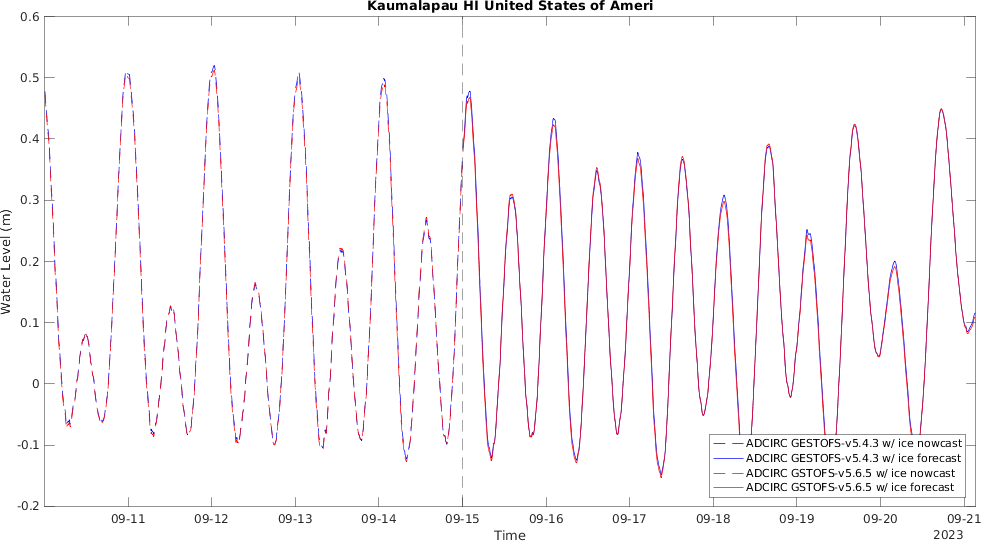 Kaumalapau HI United States of Ameri
0.6
0.5
0.4
0.3
0.2
0.1
0
-0.1
-0.2
Water Level (m)
ADCIRC GESTOFS-v5.4.3 w/ ice nowcast
ADCIRC GESTOFS-v5.4.3 w/ ice forecast
ADCIRC GSTOFS-v5.6.5 w/ ice nowcast
ADCIRC GSTOFS-v5.6.5 w/ ice forecast
09-11 09-12 09-13 09-14 09-15 09-16 09-17 09-18 09-19 09-20 09-21
Time
2023